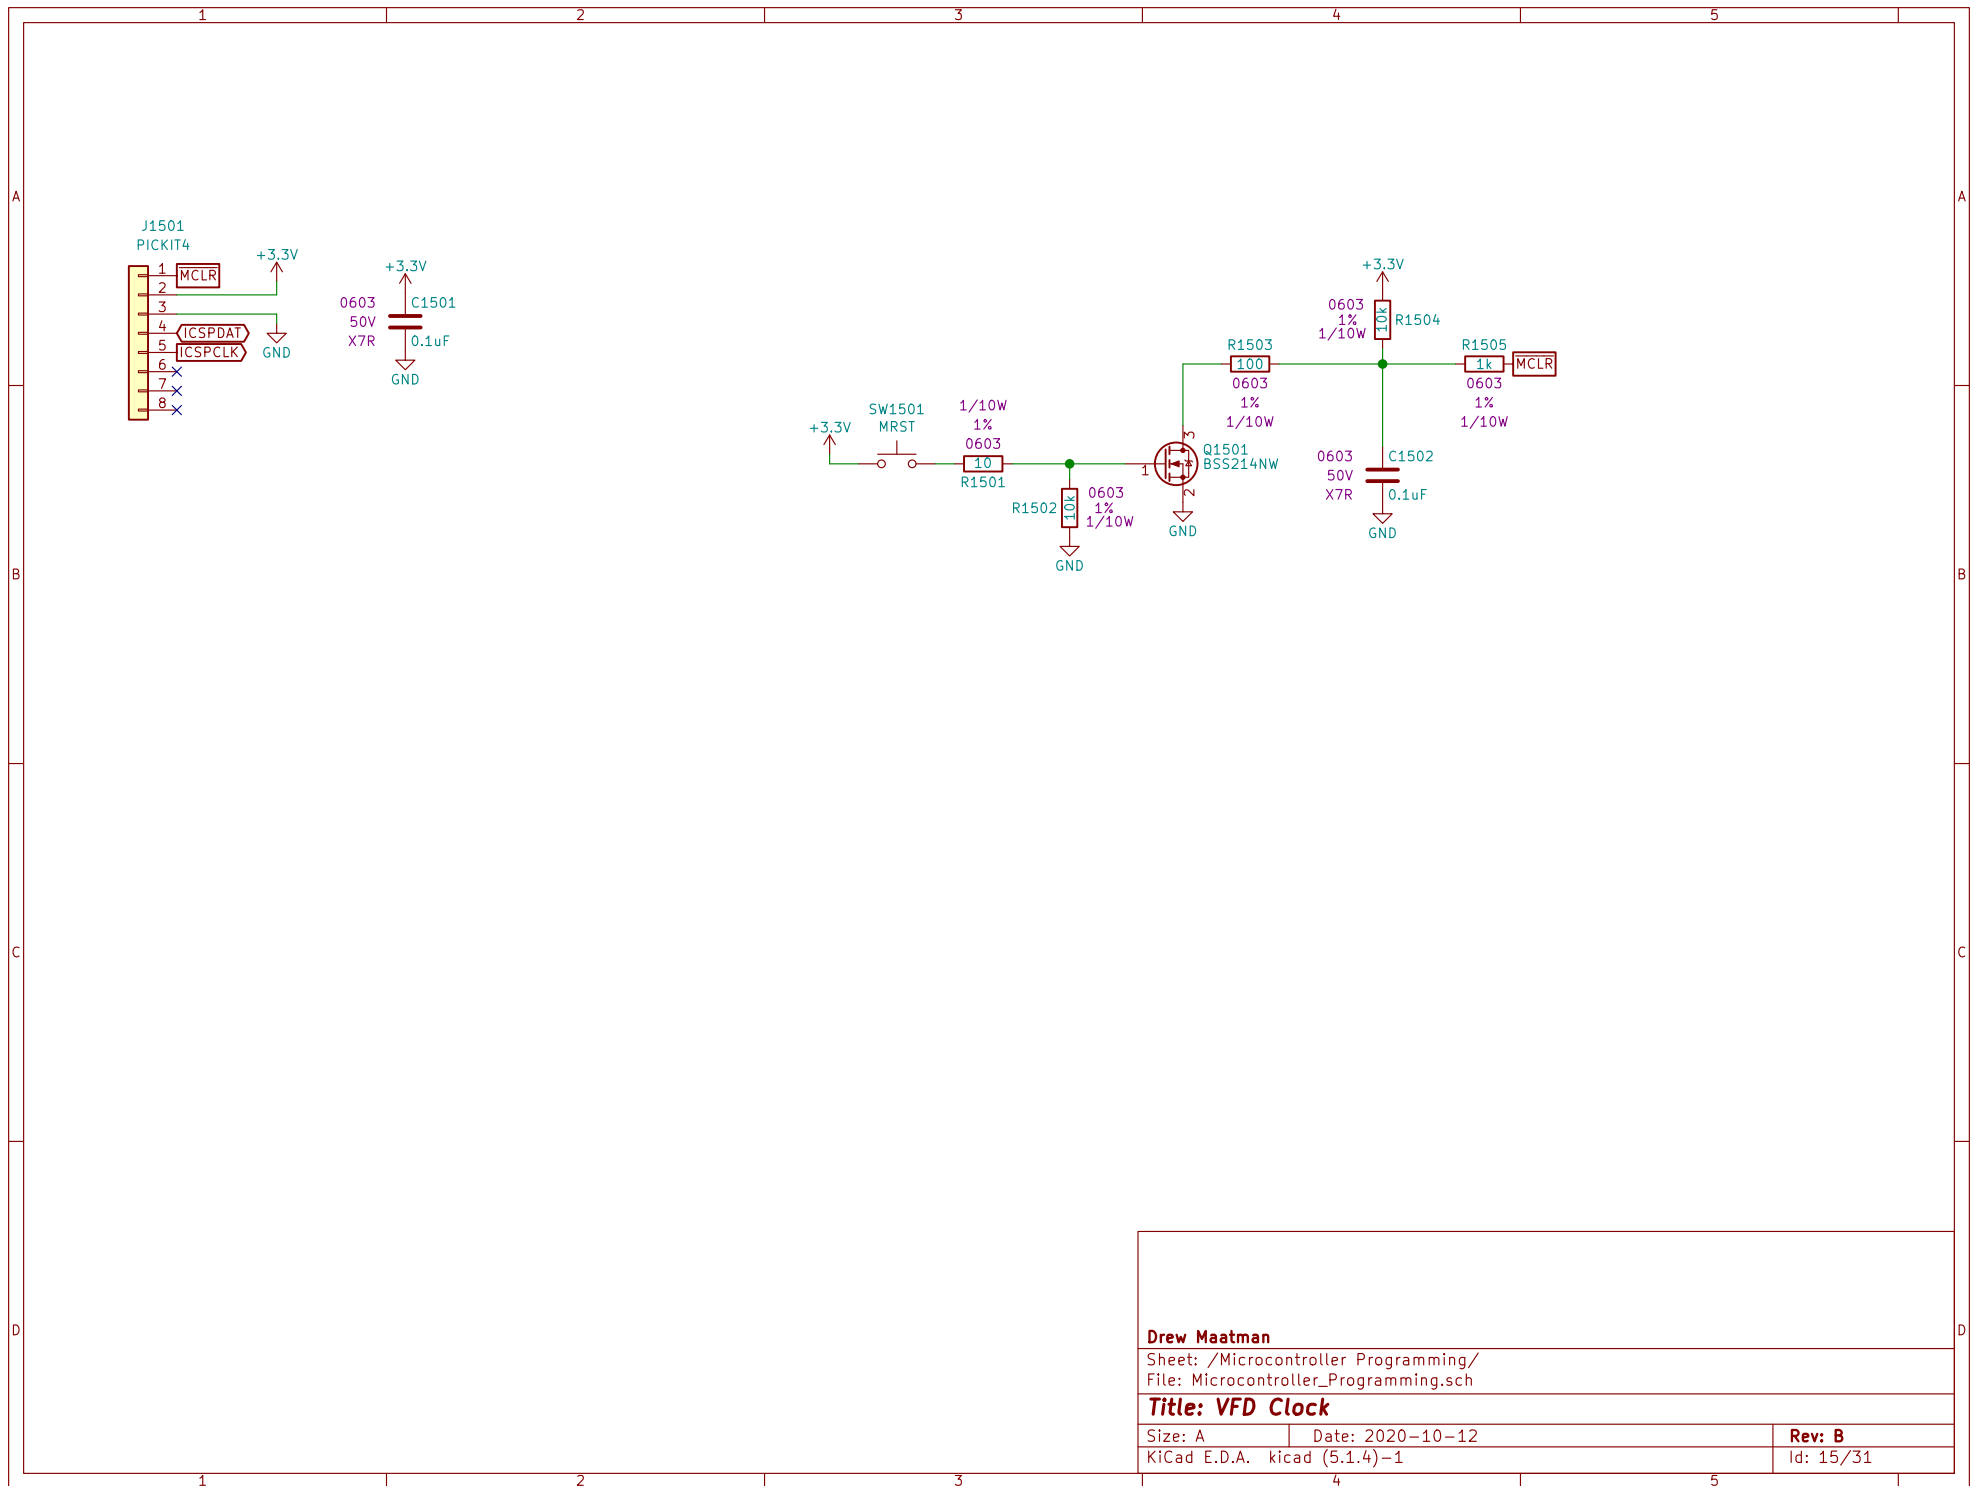 1 2 3 4 5
A A
J1501
PICKIT4
1 MCLR
2
3
4 ICSPDAT
5 ICSPCLK
6
7
8
+3.3V
GND
+3.3V
0603 C1501
50V
X7R 0.1uF
GND
+3.3V
SW1501
MRST
1/10W
1%
0603
10
R1501
R1502 10k
0603
1%
1/10W
GND
1
3
2
Q1501
BSS214NW
GND
R1503
100
0603
1%
1/10W
+3.3V
0603
1%
1/10W
10k R1504
R1505
1k MCLR
0603
1%
1/10W
0603 C1502
50V
X7R 0.1uF
GND
B B
C C
D D
Drew Maatman
Sheet: /Microcontroller Programming/
File: Microcontroller_Programming.sch
Title: VFD Clock
Size: A Date: 2020-10-12 Rev: B
KiCad E.D.A. kicad (5.1.4)-1 Id: 15/31
1 2 3 4 5